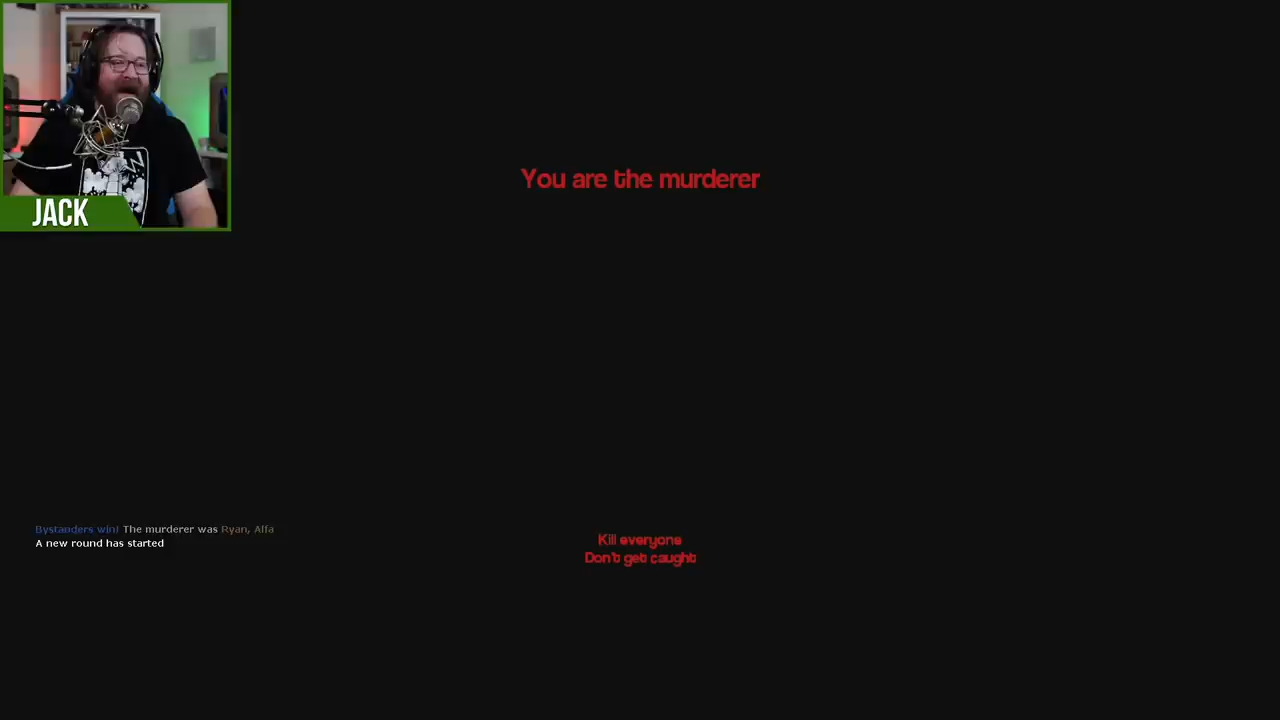 You are the murderer
JACK
Bystanders win! The murderer was Ryan, Alfa
A new round has started
Kill everyone
Don't get caught